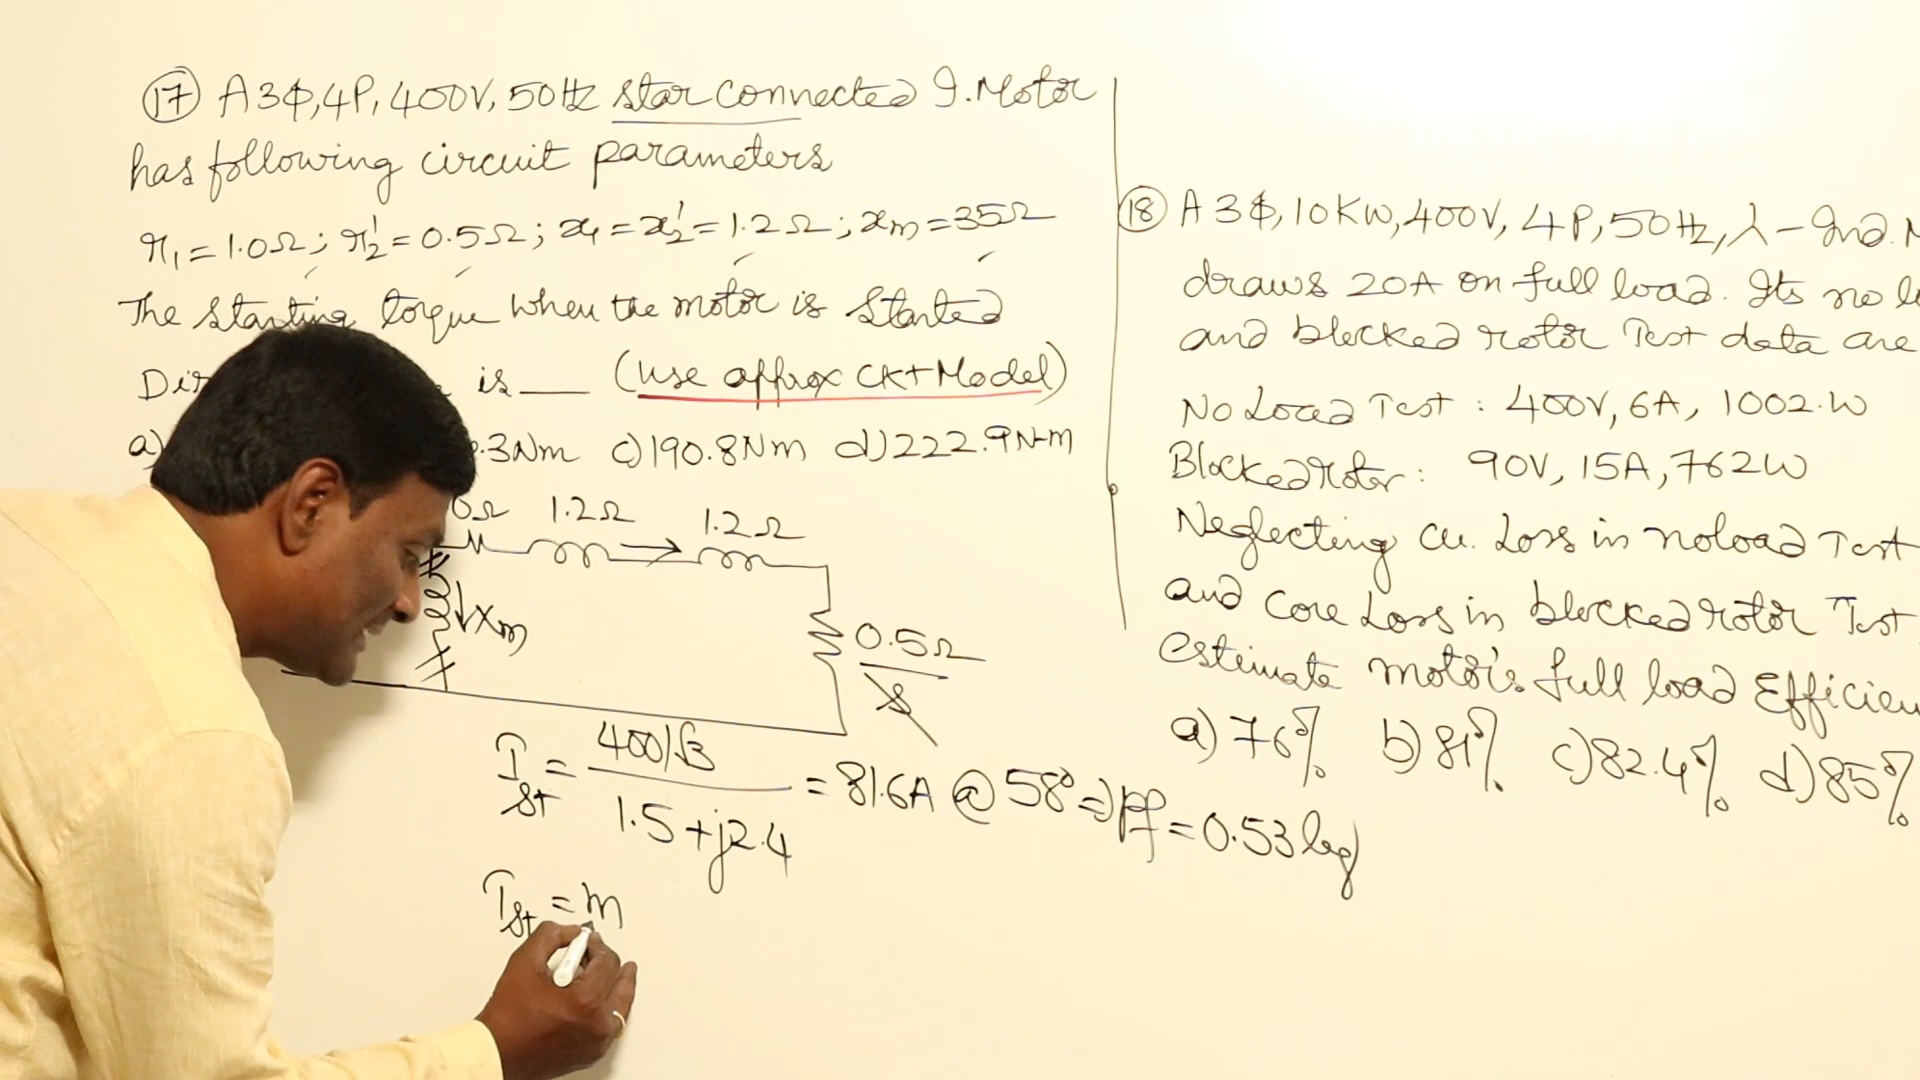 17 A 3ϕ, 4P, 400V, 50Hz star connected I. Motor
has following circuit parameters
r₁ = 1.0Ω; r₂' = 0.5Ω; x₁ = x₂' = 1.2Ω; xm = 35Ω
The starting torque when the motor is started
Dir is ___ (use approx CKT Model)
a) .3Nm c) 190.8Nm d) 222.9N-m
0Ω 1.2Ω 1.2Ω
Xm
0.5Ω
s
I st = 400/√3 / 1.5+j2.4 = 81.6A @ 58° ⇒ pf = 0.53 lag
T st = m
18 A 3ϕ, 10KW, 400V, 4P, 50Hz, λ - Ind. M
draws 20A on full load. Its no l
and blocked rotor Test data are
No Load Test : 400V, 6A, 1002.W
Blocked rotor : 90V, 15A, 762W
Neglecting cu. Loss in noload Test
and core Loss in blocked rotor Test
estimate motor's full load Efficien
a) 76% b) 81% c) 82.4% d) 85%